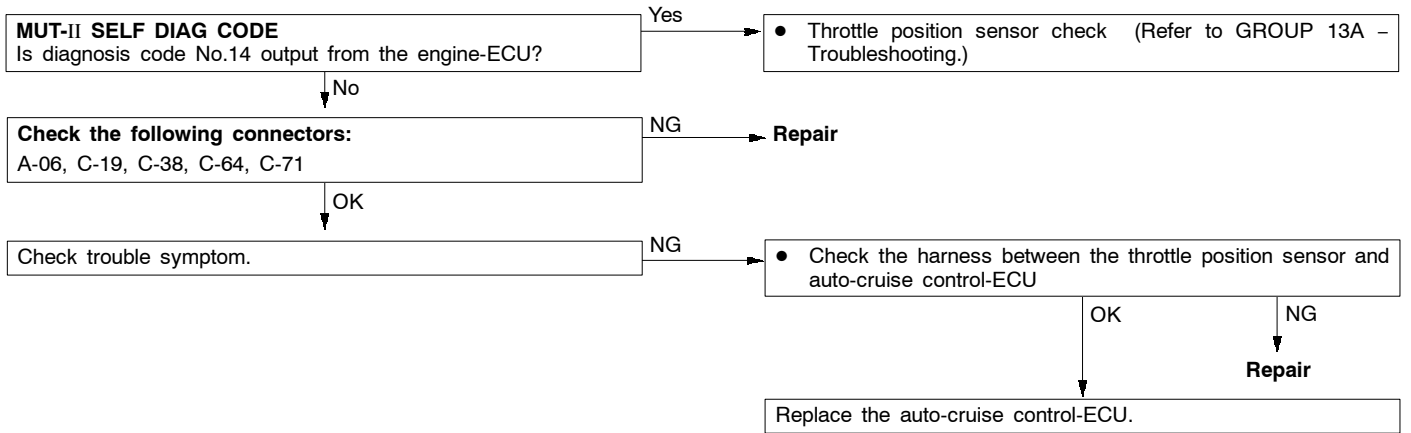 MUT-II SELF DIAG CODE
Is diagnosis code No.14 output from the engine-ECU?
Yes
● Throttle position sensor check (Refer to GROUP 13A –
Troubleshooting.)
No
Check the following connectors:
A-06, C-19, C-38, C-64, C-71
NG
Repair
OK
Check trouble symptom.
NG
● Check the harness between the throttle position sensor and
auto-cruise control-ECU
OK
NG
Repair
Replace the auto-cruise control-ECU.